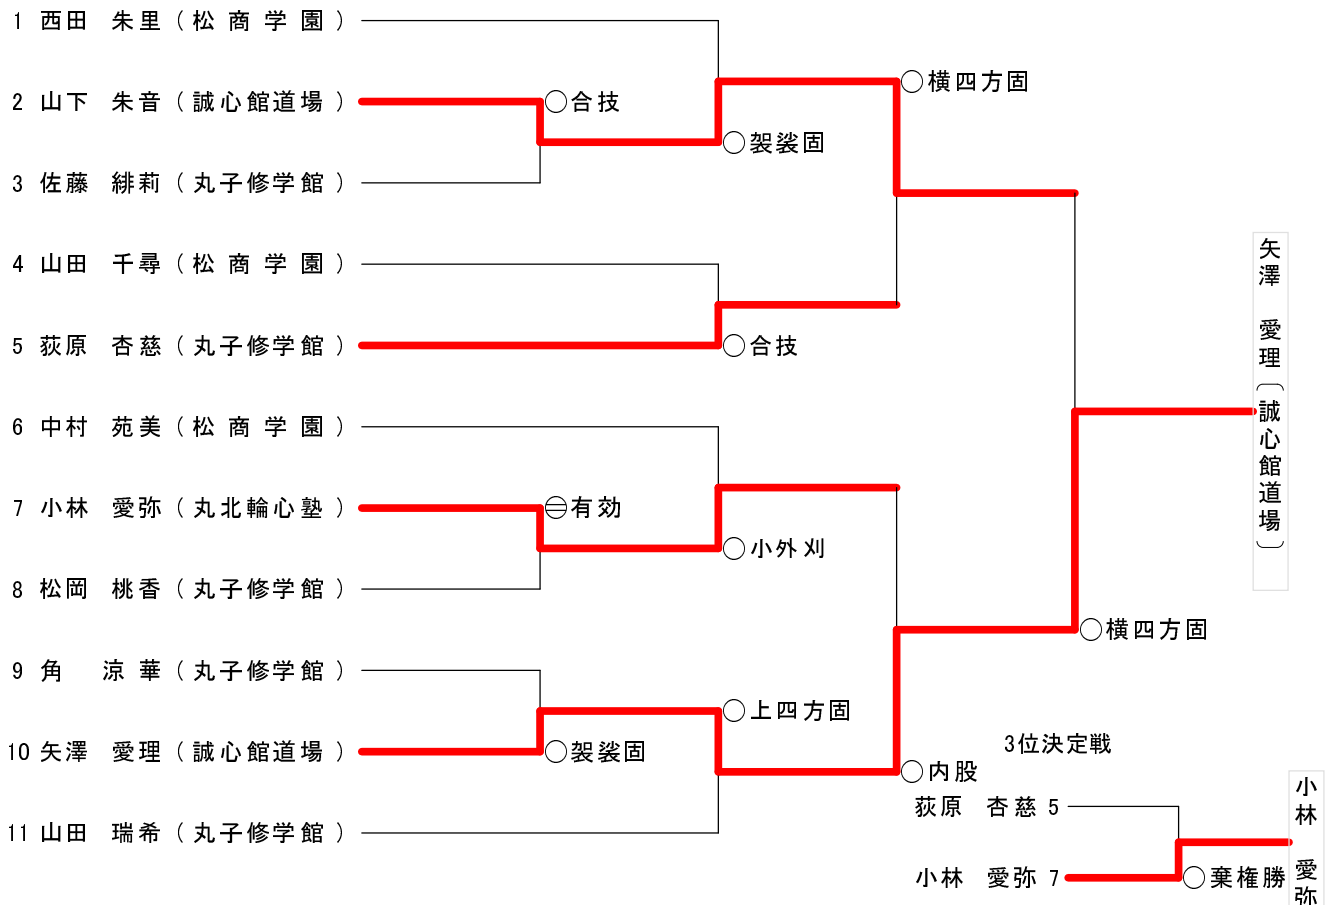 1 西田 朱里（松商学園）
○横四方固
2 山下 朱音（誠心館道場）
○合技
○袈裟固
3 佐藤 緋莉（丸子修学館）
4 山田 千尋（松商学園）
5 荻原 杏慈（丸子修学館）
○合技
6 中村 苑美（松商学園）
7 小林 愛弥（丸北輪心塾）
有効
○小外刈
8 松岡 桃香（丸子修学館）
○横四方固
9 角 涼華（丸子修学館）
○上四方固
10 矢澤 愛理（誠心館道場）
○袈裟固
○内股
11 山田 瑞希（丸子修学館）
矢澤 愛理（誠心館道場）
3位決定戦
荻原 杏慈 5
小林 愛弥 7
○棄権勝
小林 愛弥